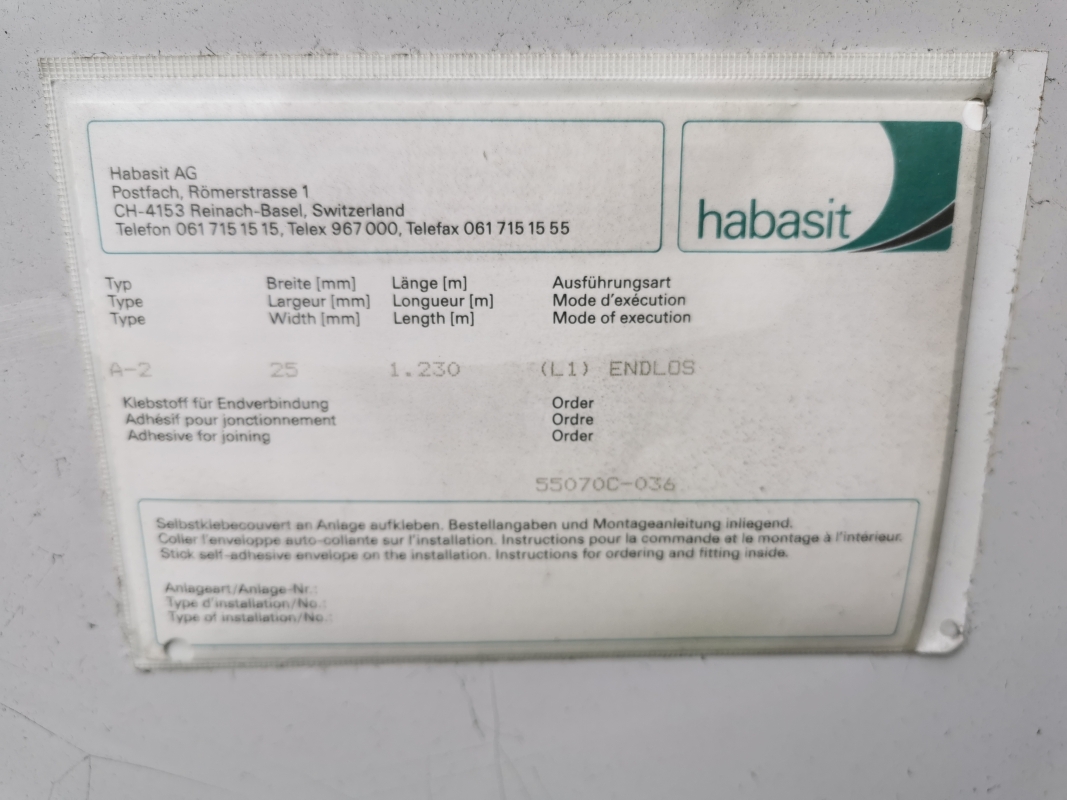 Habasit AG
Postfach, Römerstrasse 1
CH-4153 Reinach-Basel, Switzerland
Telefon 061 715 15 15, Telex 967 000, Telefax 061 715 15 55
habasit
Typ Breite [mm] Länge [m] Ausführungsart
Type Largeur [mm] Longueur [m] Mode d'exécution
Type Width [mm] Length [m] Mode of execution
A-2 25 1.230 (L1) ENDLOS
Klebstoff für Endverbindung Order
Adhésif pour jonctionnement Ordre
Adhesive for joining Order
55070C-036
Selbstklebecouvert an Anlage aufkleben. Bestellangaben und Montageanleitung inliegend.
Coller l'enveloppe auto-collante sur l'installation. Instructions pour la commande et le montage à l'intérieur.
Stick self-adhesive envelope on the installation. Instructions for ordering and fitting inside.
Anlageart/Anlage-Nr.:
Type d'installation/No.:
Type of installation/No.: